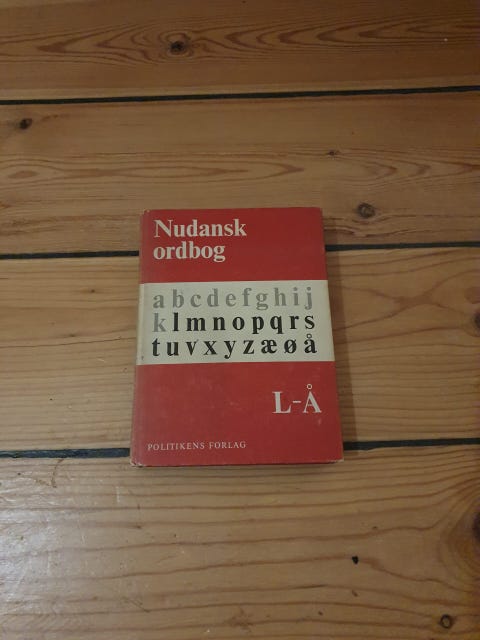 Nudansk
ordbog
abcdefghij
klmnopqrs
tuvxyzæøå
L-Å
POLITIKENS FORLAG